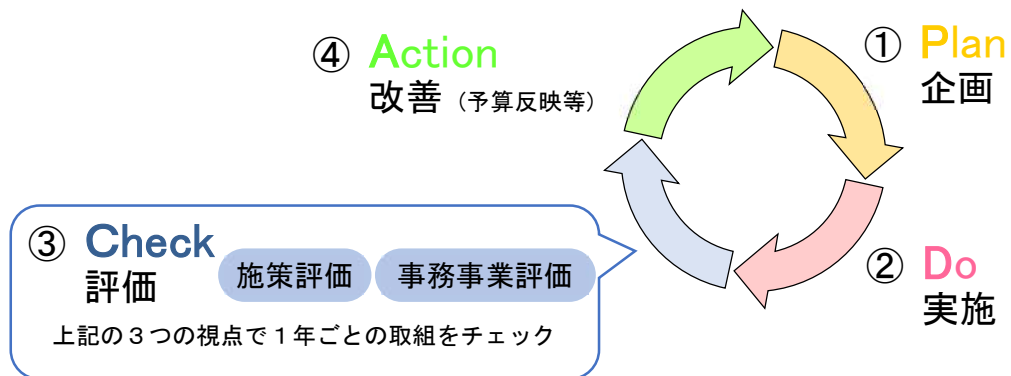 ① Plan
企画
② Do
実施
③ Check
評価
施策評価
事務事業評価
上記の３つの視点で１年ごとの取組をチェック
④ Action
改善（予算反映等）